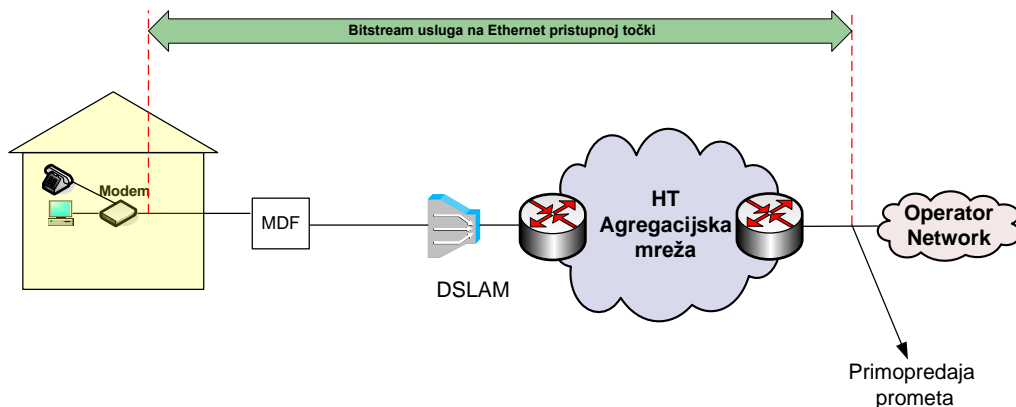 Bitstream usluga na Ethernet pristupnoj točki
Modem
MDF
DSLAM
HT
Agregacijska
mreža
Operator
Network
Primopredaja
prometa